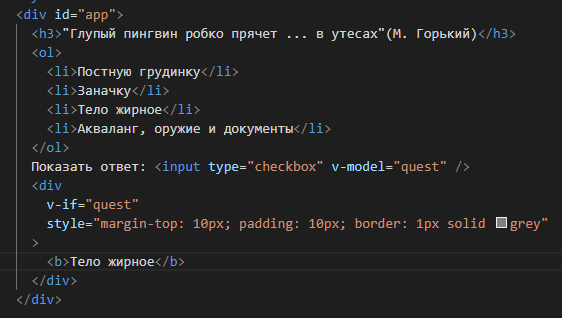 <div id="app">
<h3>"Глупый пингвин робко прячет ... в утесах"(М. Горький)</h3>
<ol>
<li>Постную грудинку</li>
<li>Заначку</li>
<li>Тело жирное</li>
<li>Акваланг, оружие и документы</li>
</ol>
Показать ответ: <input type="checkbox" v-model="quest" />
<div
v-if="quest"
style="margin-top: 10px; padding: 10px; border: 1px solid grey"
>
<b>Тело жирное</b>
</div>
</div>